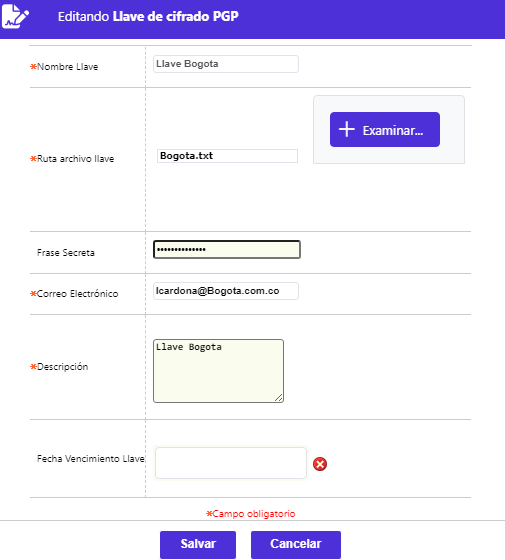 Editando Llave de cifrado PGP
*Nombre Llave
Llave Bogota
*Ruta archivo llave
Bogota.txt
Examinar...
Frase Secreta
••••••••••••••
*Correo Electrónico
lcardona@Bogota.com.co
*Descripción
Llave Bogota
Fecha Vencimiento Llave
*Campo obligatorio
Salvar
Cancelar